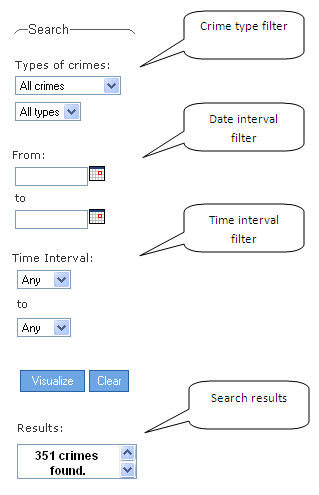 Search
Crime type filter
Types of crimes:
All crimes
All types
Date interval
filter
From:
to
Time interval
filter
Time Interval:
Any
to
Any
Visualize Clear
Search results
Results:
351 crimes
found.